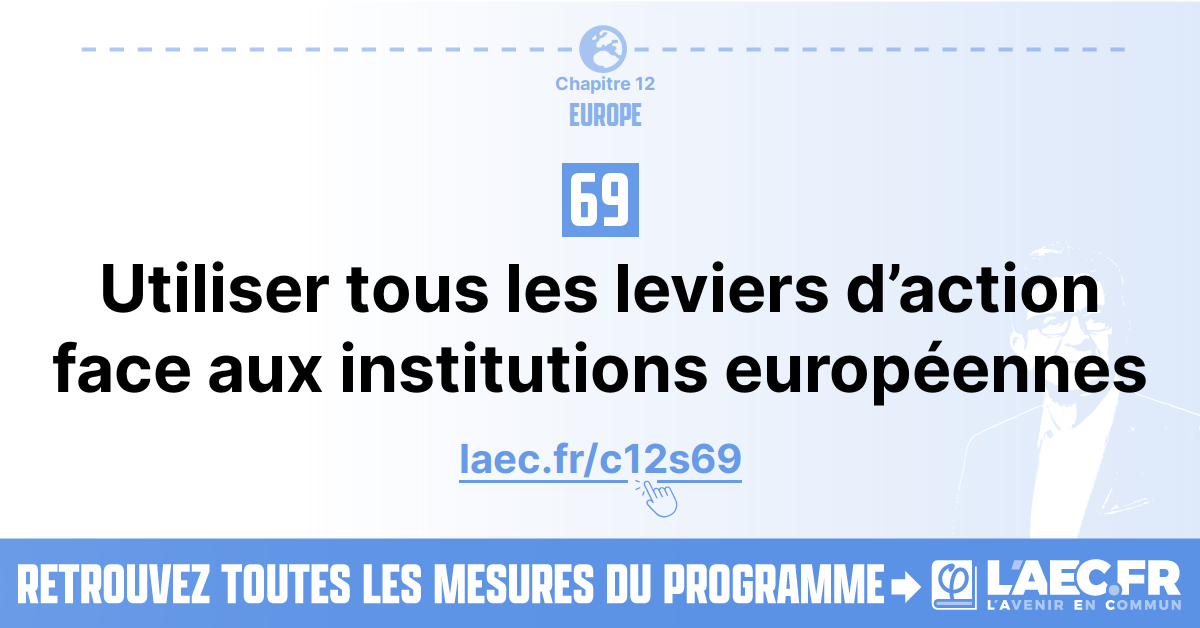 Chapitre 12
EUROPE
69
Utiliser tous les leviers d’action
face aux institutions européennes
laec.fr/c12s69
RETROUVEZ TOUTES LES MESURES DU PROGRAMME
L'AEC.FR
L'AVENIR EN COMMUN